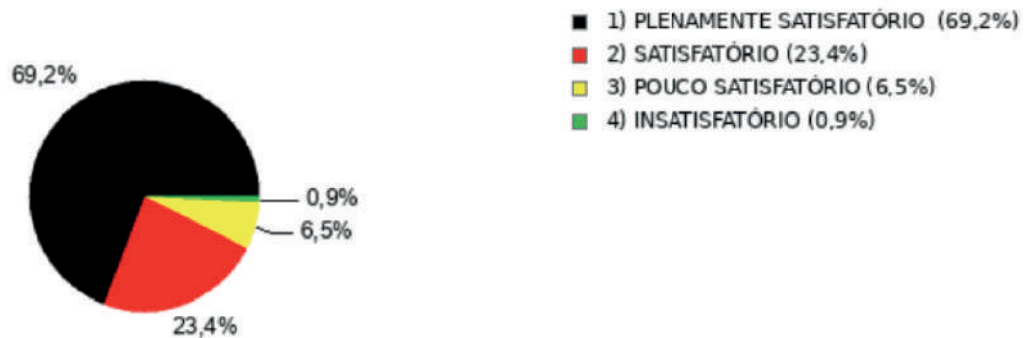 1) PLENAMENTE SATISFATÓRIO (69,2%)
2) SATISFATÓRIO (23,4%)
3) POUCO SATISFATÓRIO (6,5%)
4) INSATISFATÓRIO (0,9%)
69,2%
0,9%
6,5%
23,4%